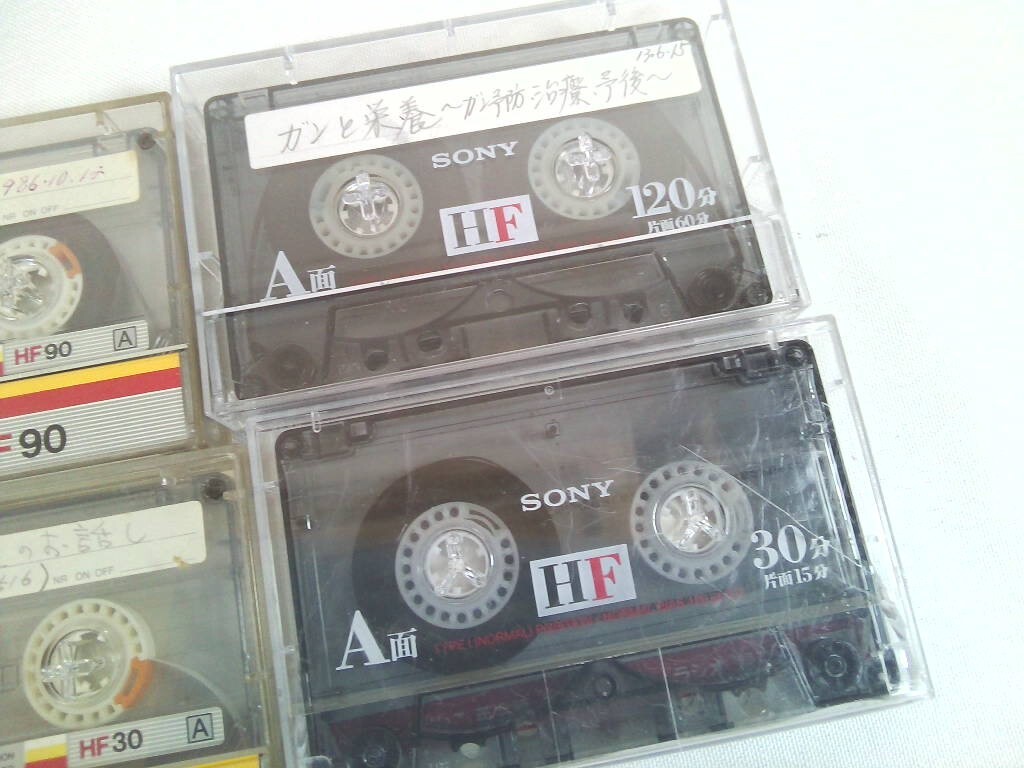 13.6.15
ガンと栄養～ガン予防 治療 予後～
SONY
HF
120分
片面60分
A面
SONY
HF
30分
片面15分
A面
1986.10.12
NR ON OFF
HF90
A
90
のお話し
NR ON OFF
HF30
A